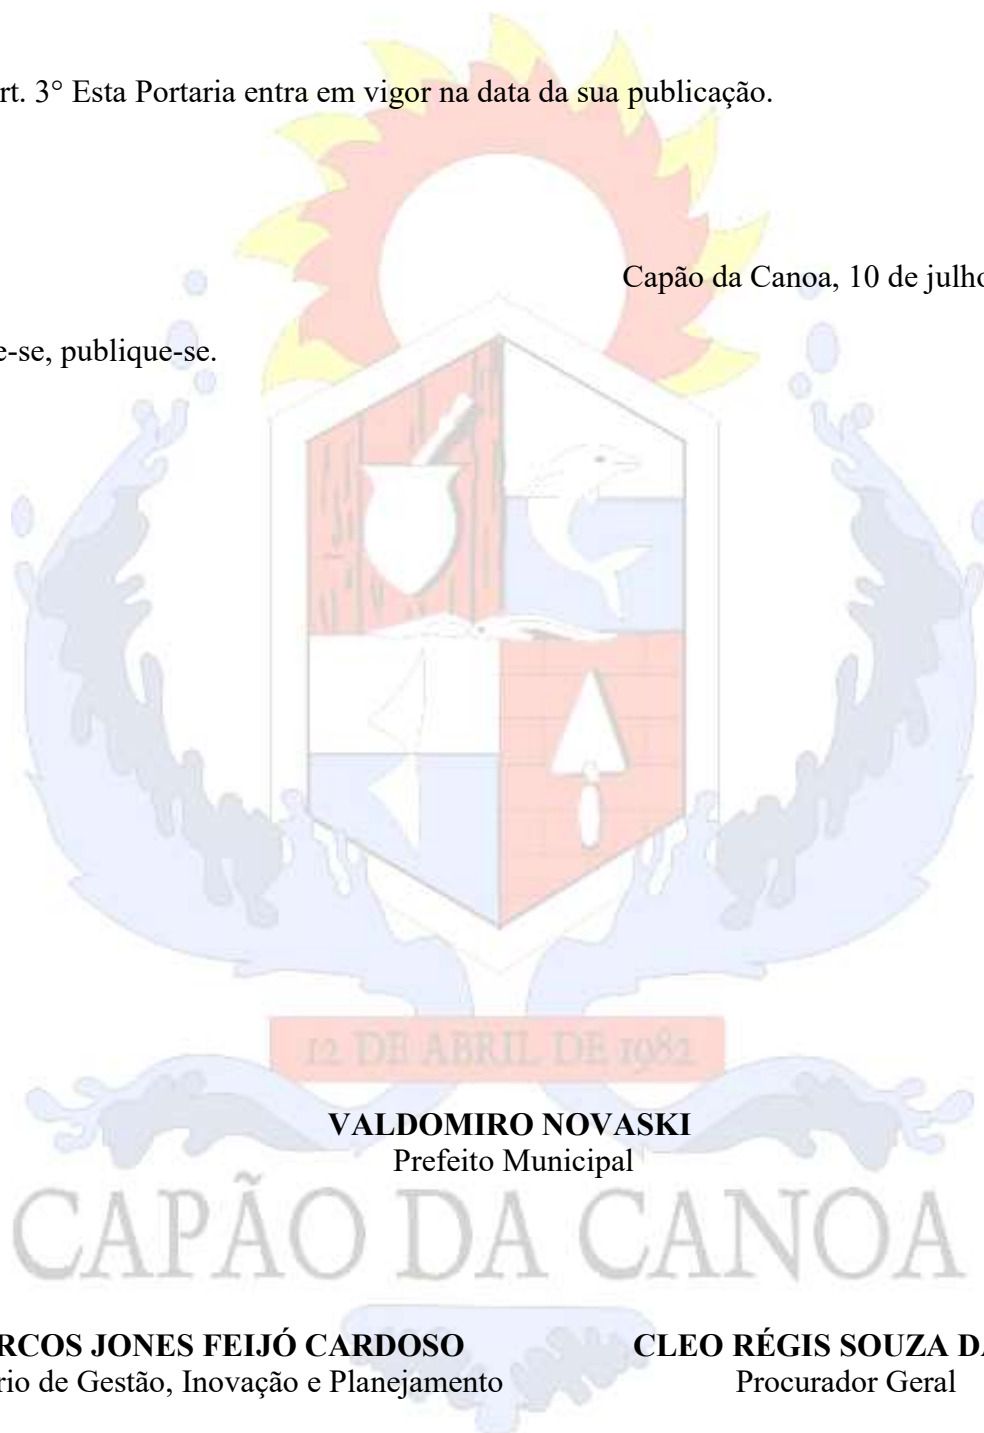 rt. 3° Esta Portaria entra em vigor na data da sua publicação.
Capão da Canoa, 10 de julho
e-se, publique-se.
12 DE ABRIL DE 1982
VALDOMIRO NOVASKI
Prefeito Municipal
CAPÃO DA CANOA
RCOS JONES FEIJÓ CARDOSO
CLEO RÉGIS SOUZA DA
rio de Gestão, Inovação e Planejamento
Procurador Geral